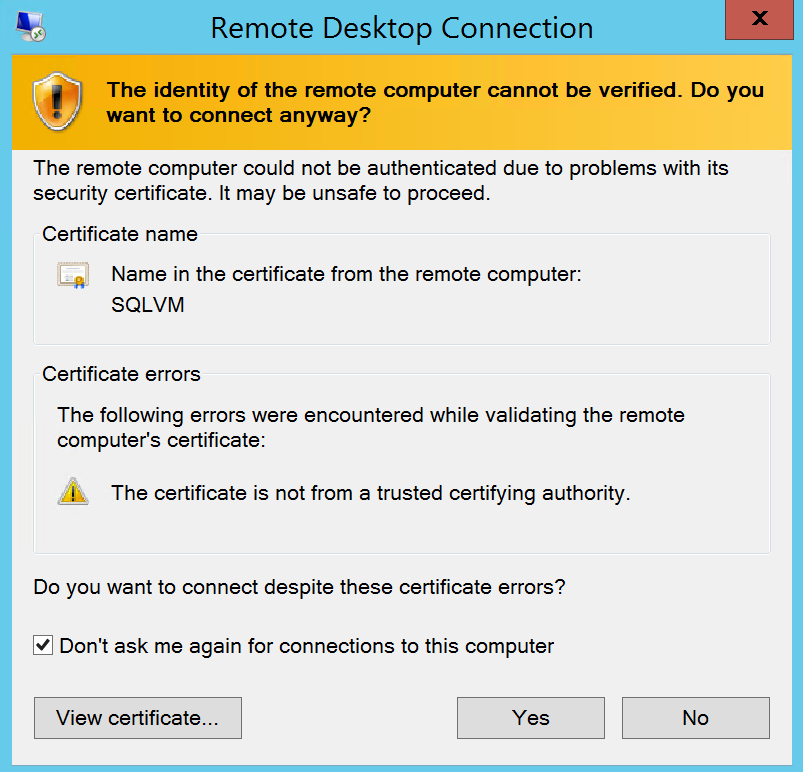 Remote Desktop Connection
x
The identity of the remote computer cannot be verified. Do you
want to connect anyway?
The remote computer could not be authenticated due to problems with its
security certificate. It may be unsafe to proceed.
Certificate name
Name in the certificate from the remote computer:
SQLVM
Certificate errors
The following errors were encountered while validating the remote
computer's certificate:
The certificate is not from a trusted certifying authority.
Do you want to connect despite these certificate errors?
Don't ask me again for connections to this computer
View certificate... Yes No